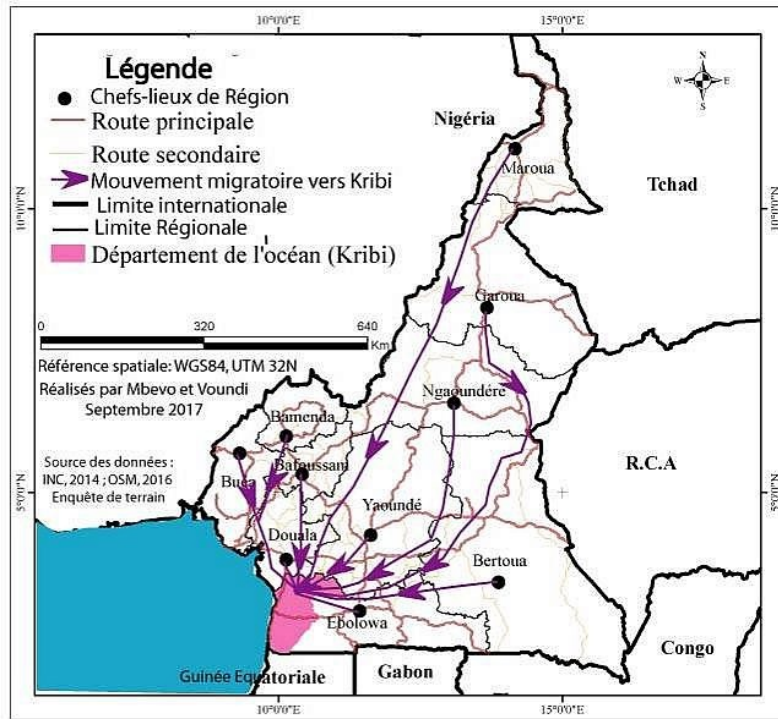 10°0'0"E 15°0'0"E
Légende
Chefs-lieux de Région
Route principale
Route secondaire
Mouvement migratoire vers Kribi
Limite internationale
Limite Régionale
Département de l'océan (Kribi)
N
W E
S
Nigéria
Maroua
Tchad
10°0'0"N 10°0'0"N
Garoua
0 320 640
Km
Référence spatiale: WGS84, UTM 32N
Réalisés par Mbevo et Voundi
Septembre 2017
Ngaoundére
Bamenda
Source des données :
INC, 2014 ; OSM, 2016
Enquête de terrain
Bafoussam
Buea
R.C.A
5°0'0"N 5°0'0"N
Yaoundé
Douala
Bertoua
Ebolowa
Congo
Guinée Equatoriale
Gabon
10°0'0"E 15°0'0"E